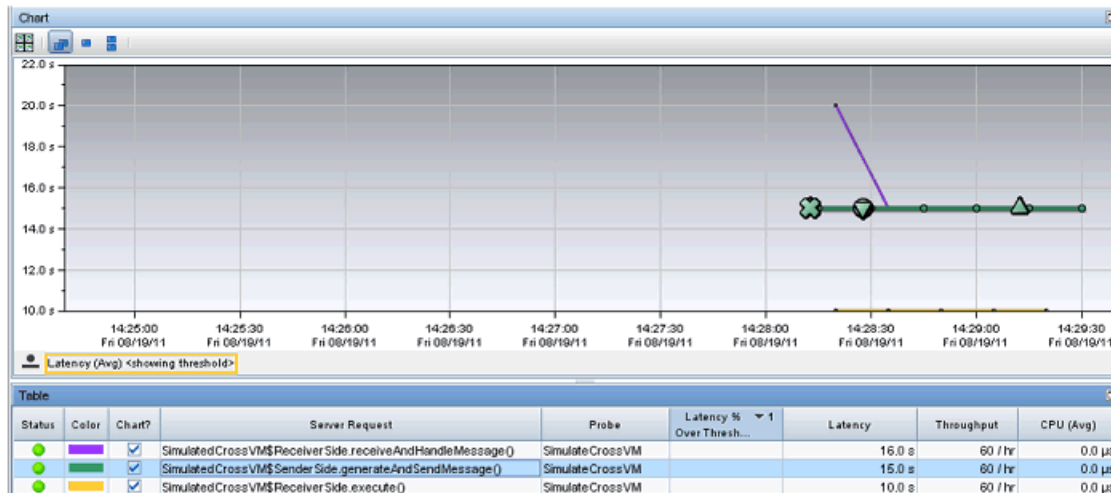 Chart
22.0 s
20.0 s
18.0 s
16.0 s
14.0 s
12.0 s
10.0 s
14:25:00 14:25:30 14:26:00 14:26:30 14:27:00 14:27:30 14:28:00 14:28:30 14:29:00 14:29:30
Fri 08/19/11 Fri 08/19/11 Fri 08/19/11 Fri 08/19/11 Fri 08/19/11 Fri 08/19/11 Fri 08/19/11 Fri 08/19/11 Fri 08/19/11 Fri 08/19/11
Latency (Avg) <showing threshold>
Table
Status Color Chart? Server Request Probe Latency % Over Thresh... 1 Latency Throughput CPU (Avg)
SimulatedCrossVM$ReceiverSide.receiveAndHandleMessage() SimulateCrossVM 16.0 s 60 / hr 0.0 µs
SimulatedCrossVM$SenderSide.generateAndSendMessage() SimulateCrossVM 15.0 s 60 / hr 0.0 µs
SimulatedCrossVM$ReceiverSide.execute() SimulateCrossVM 10.0 s 60 / hr 0.0 µs